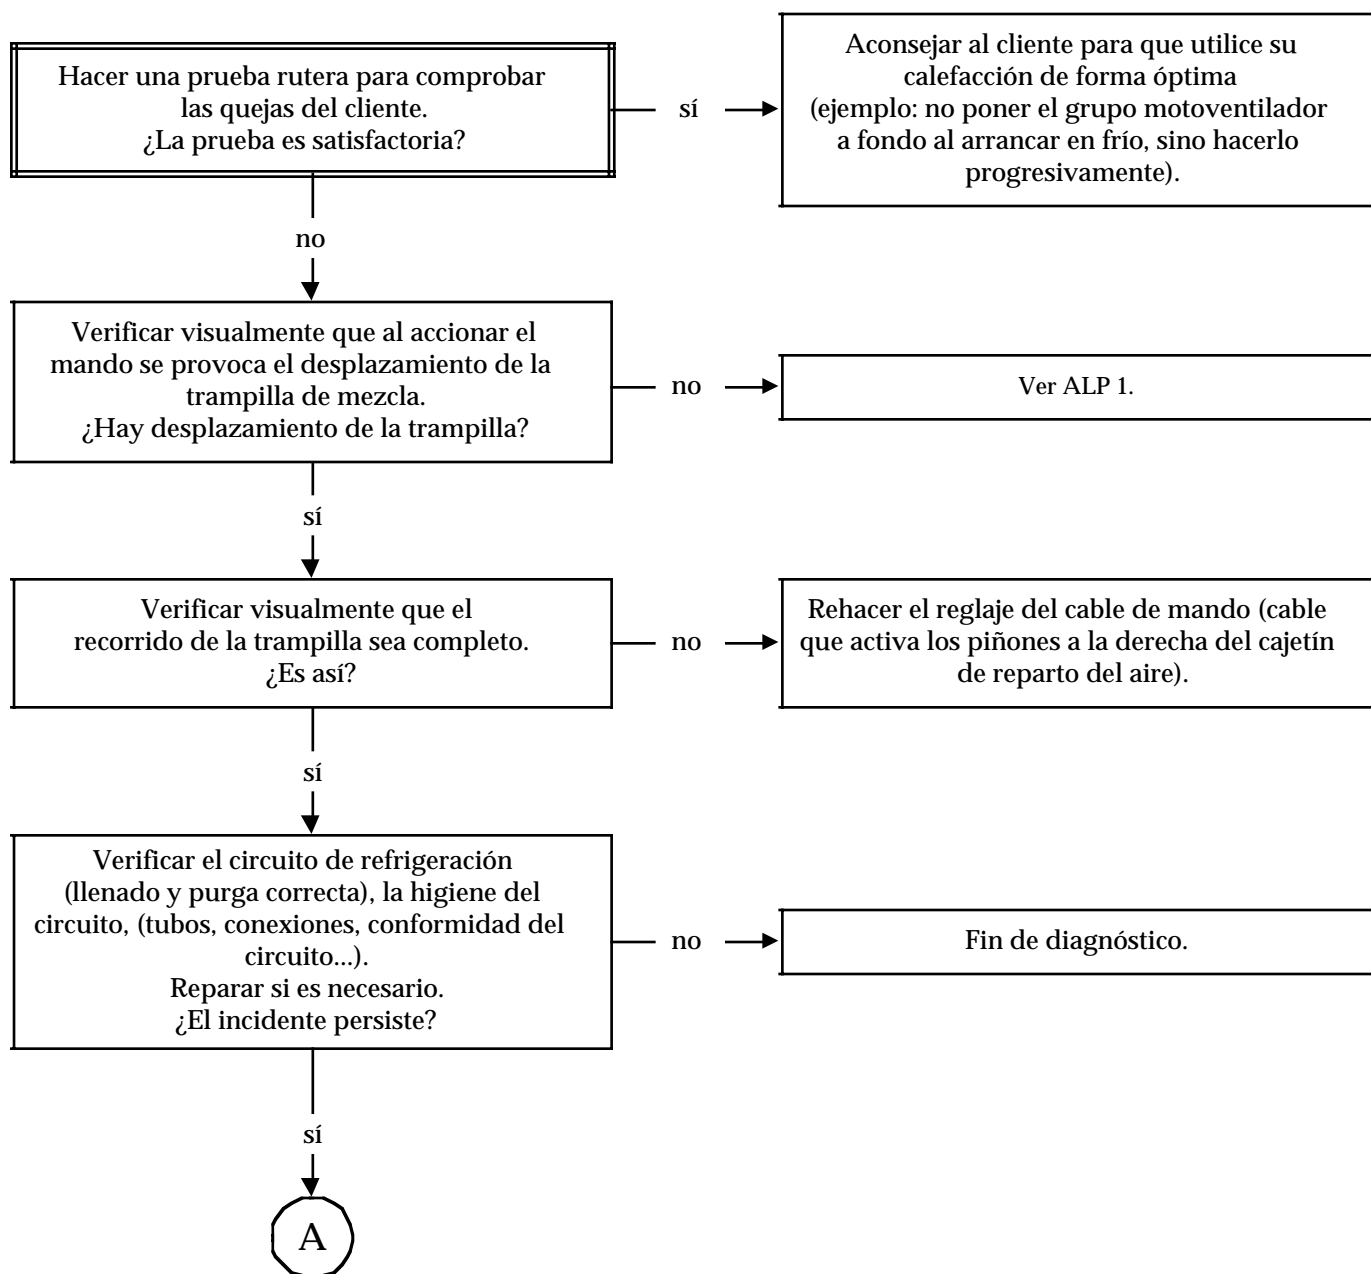 Hacer una prueba rutera para comprobar
las quejas del cliente.
¿La prueba es satisfactoria?
sí
Aconsejar al cliente para que utilice su
calefacción de forma óptima
(ejemplo: no poner el grupo motoventilador
a fondo al arrancar en frío, sino hacerlo
progresivamente).
no
Verificar visualmente que al accionar el
mando se provoca el desplazamiento de la
trampilla de mezcla.
¿Hay desplazamiento de la trampilla?
no
Ver ALP 1.
sí
Verificar visualmente que el
recorrido de la trampilla sea completo.
¿Es así?
no
Rehacer el reglaje del cable de mando (cable
que activa los piñones a la derecha del cajetín
de reparto del aire).
sí
Verificar el circuito de refrigeración
(llenado y purga correcta), la higiene del
circuito, (tubos, conexiones, conformidad del
circuito...).
Reparar si es necesario.
¿El incidente persiste?
no
Fin de diagnóstico.
sí
A